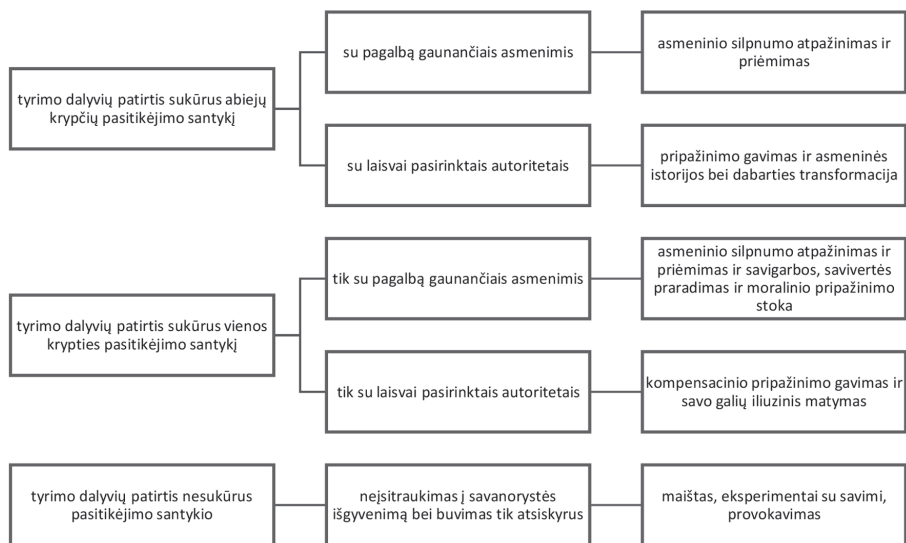 tyrimo dalyvių patirtis sukūrus abiejų
krypčių pasitikėjimo santykį
su pagalbą gaunančiais asmenimis
asmeninio silpnumo atpažinimas ir
priėmimas
su laisvai pasirinktais autoritetais
pripažinimo gavimas ir asmeninės
istorijos bei dabarties transformacija
tyrimo dalyvių patirtis sukūrus vienos
krypties pasitikėjimo santykį
tik su pagalbą gaunančiais asmenimis
asmeninio silpnumo atpažinimas ir
priėmimas ir savigarbos, savivertės
praradimas ir moralinio pripažinimo
stoka
tik su laisvai pasirinktais autoritetais
kompensacinio pripažinimo gavimas ir
savo galių iliuzinis matymas
tyrimo dalyvių patirtis nesukūrus
pasitikėjimo santykio
neįsitraukimas į savanorystės
išgyvenimą bei buvimas tik atsiskyrus
maištas, eksperimentai su savimi,
provokavimas